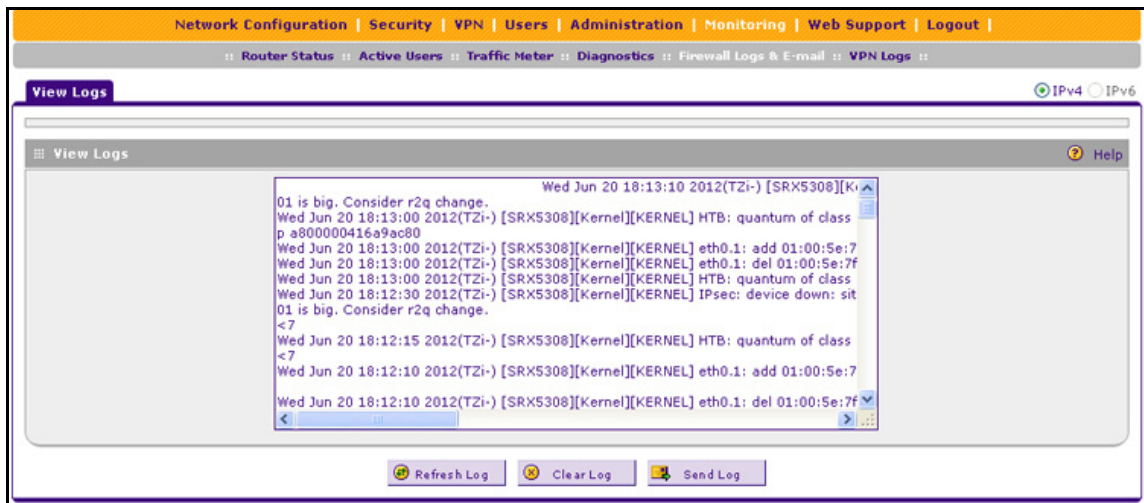 Network Configuration | Security | VPN | Users | Administration | Monitoring | Web Support | Logout |
:: Router Status :: Active Users :: Traffic Meter :: Diagnostics :: Firewall Logs & E-mail :: VPN Logs ::
View Logs
IPv4 IPv6
View Logs
Help
Wed Jun 20 18:13:10 2012(TZi-) [SRX5308][K
01 is big. Consider r2q change.
Wed Jun 20 18:13:00 2012(TZi-) [SRX5308][Kernel][KERNEL] HTB: quantum of class
p a800000416a9ac80
Wed Jun 20 18:13:00 2012(TZi-) [SRX5308][Kernel][KERNEL] eth0.1: add 01:00:5e:7
Wed Jun 20 18:13:00 2012(TZi-) [SRX5308][Kernel][KERNEL] eth0.1: del 01:00:5e:7f
Wed Jun 20 18:13:00 2012(TZi-) [SRX5308][Kernel][KERNEL] HTB: quantum of class
Wed Jun 20 18:12:30 2012(TZi-) [SRX5308][Kernel][KERNEL] IPsec: device down: sit
01 is big. Consider r2q change.
<7
Wed Jun 20 18:12:15 2012(TZi-) [SRX5308][Kernel][KERNEL] HTB: quantum of class
<7
Wed Jun 20 18:12:10 2012(TZi-) [SRX5308][Kernel][KERNEL] eth0.1: add 01:00:5e:7
Wed Jun 20 18:12:10 2012(TZi-) [SRX5308][Kernel][KERNEL] eth0.1: del 01:00:5e:7f
Refresh Log
Clear Log
Send Log